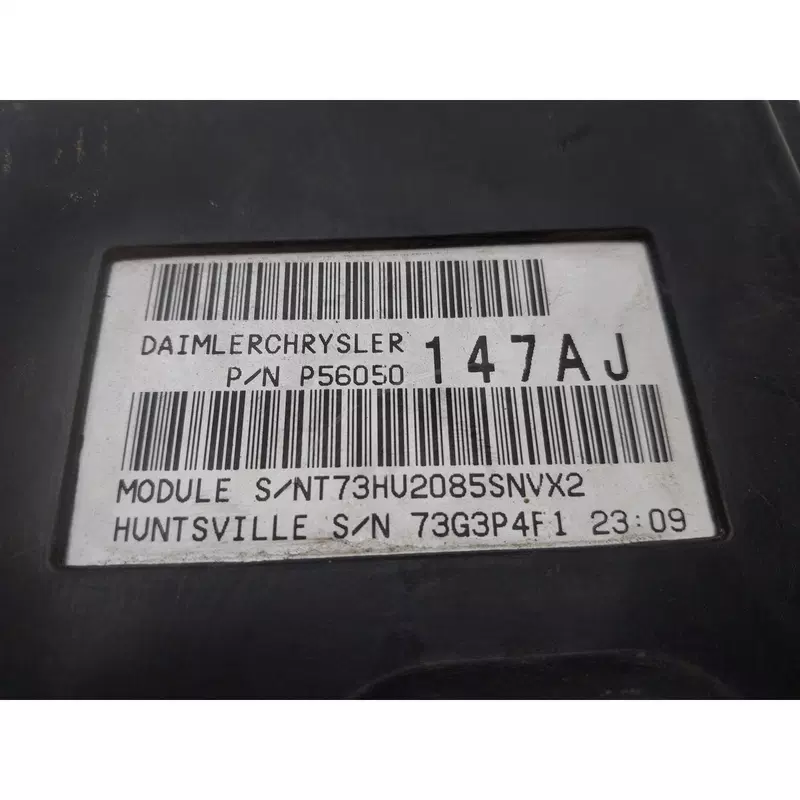 DAIMLERCHRYSLER 147AJ
P/N P56050
MODULE S/NT73HU2085SNVX2
HUNTSVILLE S/N 73G3P4F1 23:09